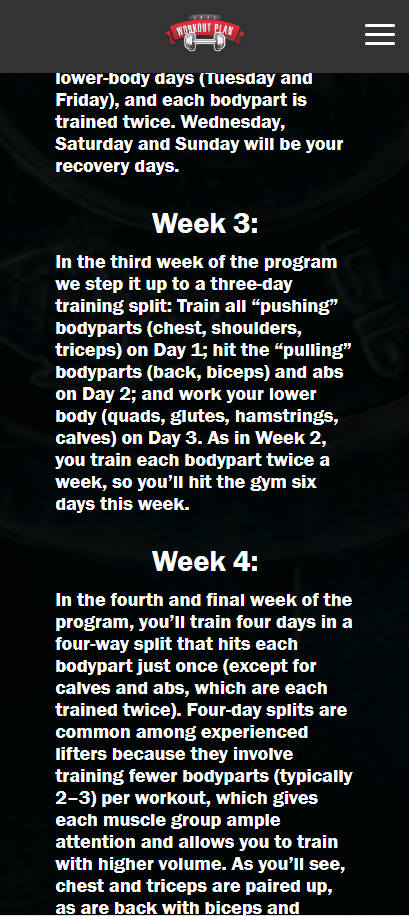 WORKOUT PLAN
lower-body days (Tuesday and
Friday), and each bodypart is
trained twice. Wednesday,
Saturday and Sunday will be your
recovery days.
Week 3:
In the third week of the program
we step it up to a three-day
training split: Train all “pushing”
bodyparts (chest, shoulders,
triceps) on Day 1; hit the “pulling”
bodyparts (back, biceps) and abs
on Day 2; and work your lower
body (quads, glutes, hamstrings,
calves) on Day 3. As in Week 2,
you train each bodypart twice a
week, so you’ll hit the gym six
days this week.
Week 4:
In the fourth and final week of the
program, you’ll train four days in a
four-way split that hits each
bodypart just once (except for
calves and abs, which are each
trained twice). Four-day splits are
common among experienced
lifters because they involve
training fewer bodyparts (typically
2–3) per workout, which gives
each muscle group ample
attention and allows you to train
with higher volume. As you’ll see,
chest and triceps are paired up,
as are back with biceps and